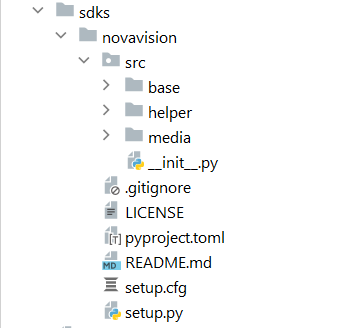 sdks
novavision
src
base
helper
media
__init__.py
.gitignore
LICENSE
pyproject.toml
README.md
setup.cfg
setup.py